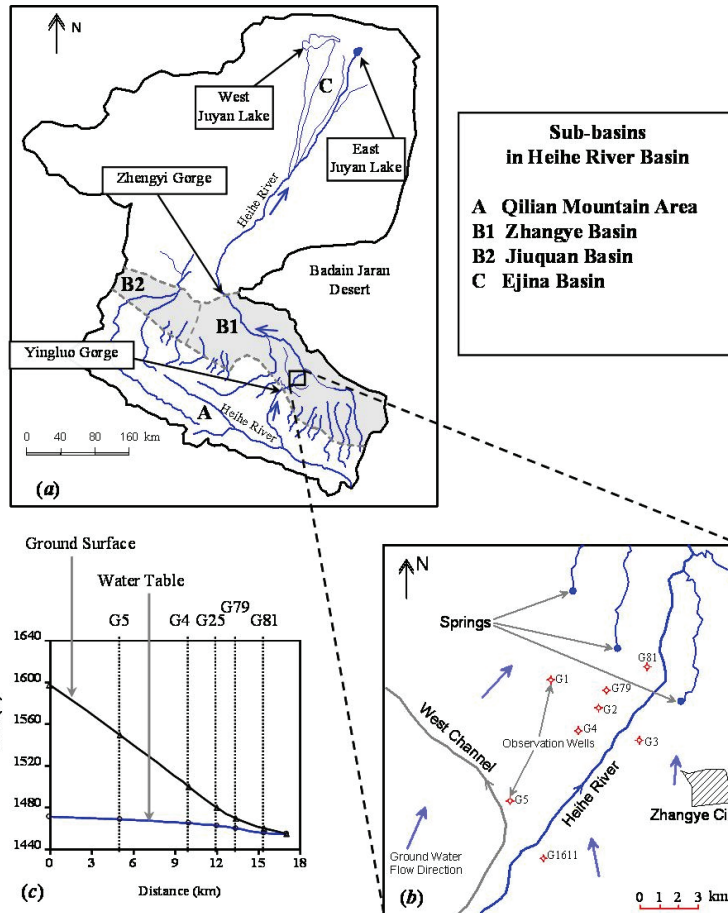 N
West
Juyan Lake
C
East
Juyan Lake
Zhengyi Gorge
Heihe River
Badain Jaran
Desert
B2
B1
Yingluo Gorge
A
Heihe River
0 40 80 160 km
(a)
Sub-basins
in Heihe River Basin
A Qilian Mountain Area
B1 Zhangye Basin
B2 Jiuquan Basin
C Ejina Basin
Ground Surface
Water Table
G5 G4 G25 G79 G81
1640
1600
1560
1520
1480
1440
0 3 6 9 12 15 18
Distance (km)
(c)
N
Springs
G81
G1
G79
G2
G4
G3
Observation Wells
West Channel
G5
Heihe River
Zhangye Ci
G1611
Ground Water
Flow Direction
0 1 2 3 km
(b)